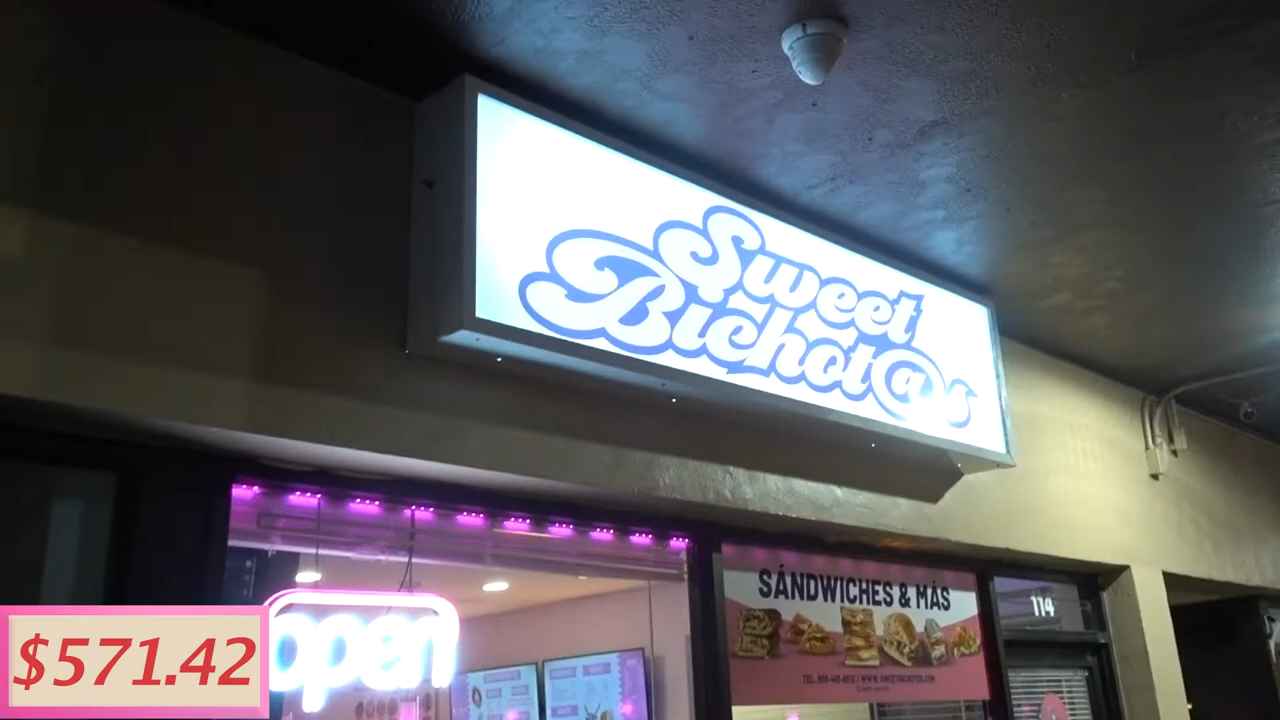 Sweet
Bichot@s
SÁNDWICHES & MÁS
114
open
$571.42